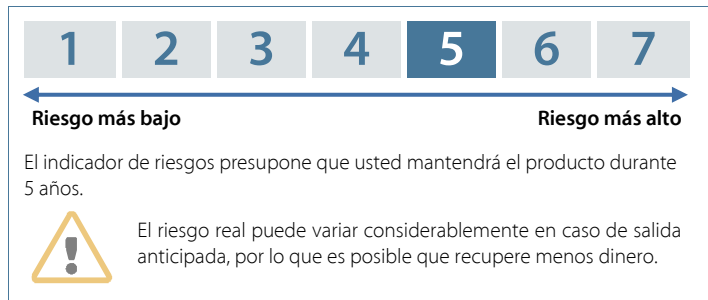 1 2 3 4 5 6 7
Riesgo más bajo Riesgo más alto
El indicador de riesgos presupone que usted mantendrá el producto durante
5 años.
El riesgo real puede variar considerablemente en caso de salida
anticipada, por lo que es posible que recupere menos dinero.